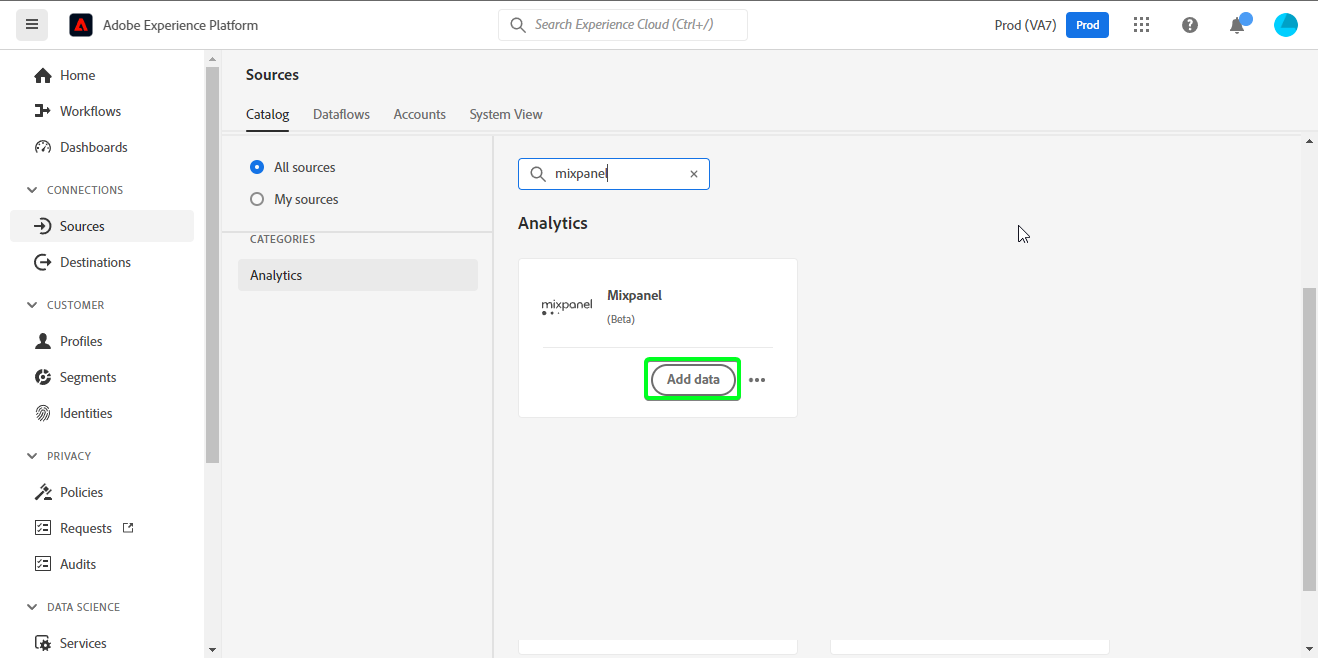 Adobe Experience Platform
Search Experience Cloud (Ctrl+/)
Prod (VA7)
Prod
Home
Workflows
Dashboards
CONNECTIONS
Sources
Destinations
CUSTOMER
Profiles
Segments
Identities
PRIVACY
Policies
Requests
Audits
DATA SCIENCE
Services
Sources
Catalog Dataflows Accounts System View
All sources
My sources
CATEGORIES
Analytics
mixpanel
Analytics
mixpanel
Mixpanel
(Beta)
Add data